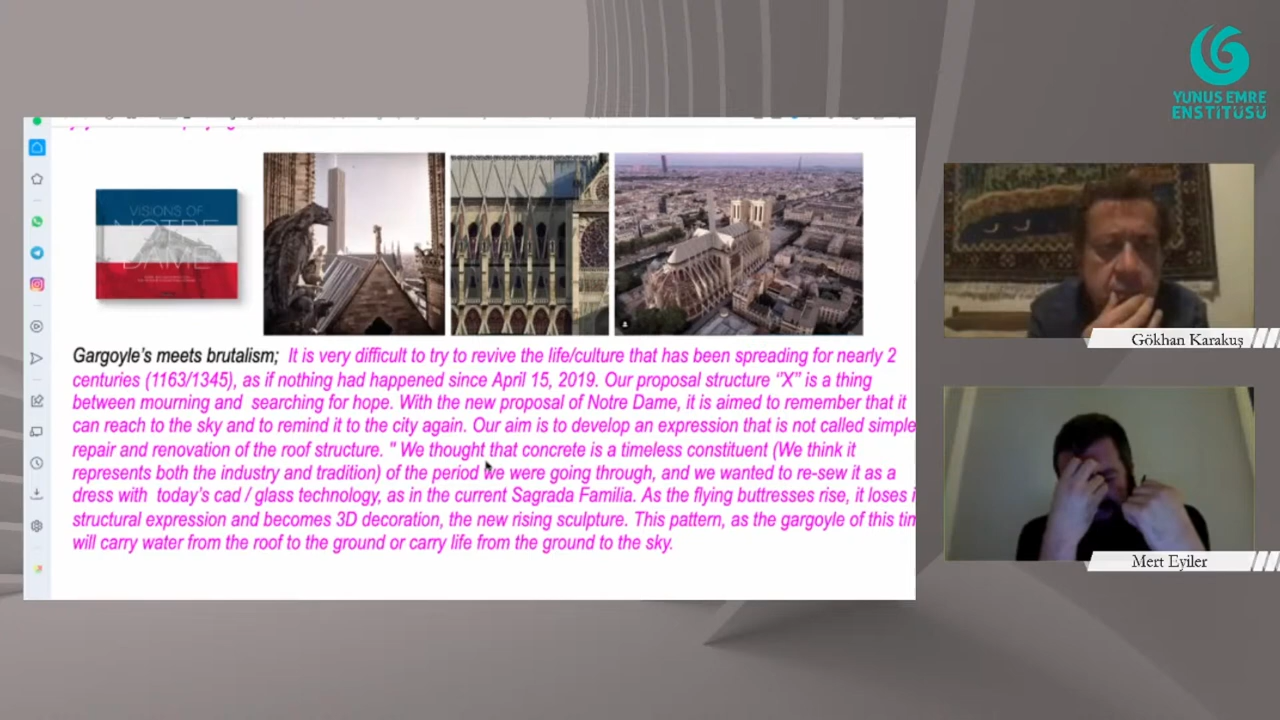 YUNUS EMRE
ENSTİTÜSÜ
VISIONS OF
NOTRE
DAME
Gargoyle's meets brutalism; It is very difficult to try to revive the life/culture that has been spreading for nearly 2
centuries (1163/1345), as if nothing had happened since April 15, 2019. Our proposal structure ''X'' is a thing
between mourning and searching for hope. With the new proposal of Notre Dame, it is aimed to remember that it
can reach to the sky and to remind it to the city again. Our aim is to develop an expression that is not called simple
repair and renovation of the roof structure. " We thought that concrete is a timeless constituent (We think it
represents both the industry and tradition) of the period we were going through, and we wanted to re-sew it as a
dress with today's cad / glass technology, as in the current Sagrada Familia. As the flying buttresses rise, it loses i
structural expression and becomes 3D decoration, the new rising sculpture. This pattern, as the gargoyle of this tim
will carry water from the roof to the ground or carry life from the ground to the sky.
Gökhan Karakuş
Mert Eyiler